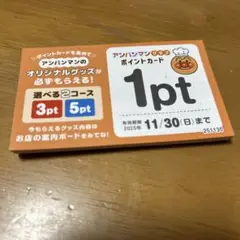 ポイントカードを集めて
アンパンマンの
オリジナルグッズが
必ずもらえる!
選べる2コース
3pt 5pt
今もらえるグッズ内容は
お店の案内ボードをみてね!
アンパンマン
ポイントカード
1pt
有効期限
2025年 11/30(日)まで
251130